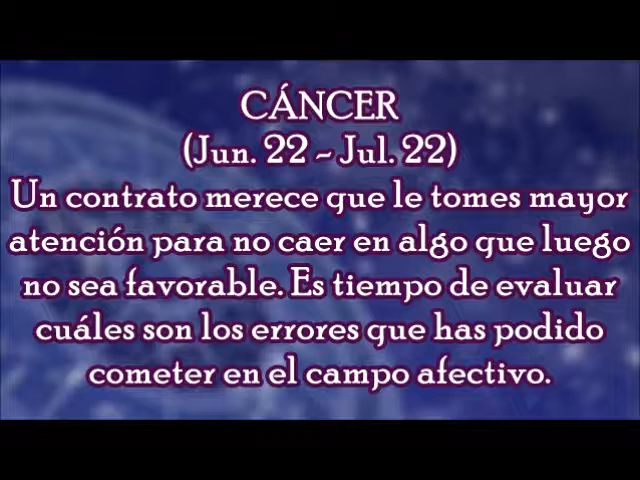 CÁNCER
(Jun. 22 - Jul. 22)
Un contrato merece que le tomes mayor
atención para no caer en algo que luego
no sea favorable. Es tiempo de evaluar
cuáles son los errores que has podido
cometer en el campo afectivo.